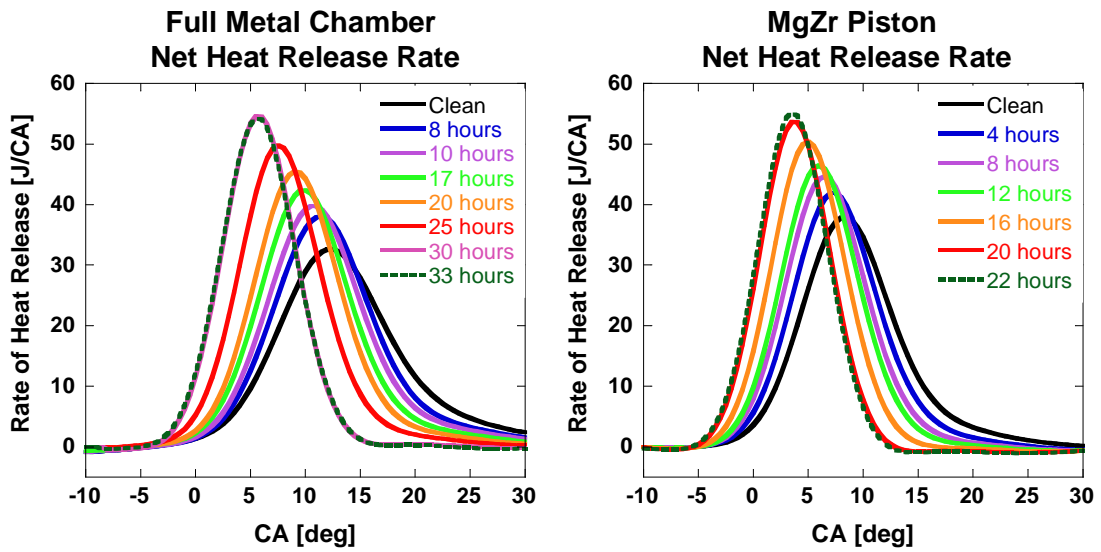 Full Metal Chamber
Net Heat Release Rate
Rate of Heat Release [J/CA]
60
50
40
30
20
10
0
Clean
8 hours
10 hours
17 hours
20 hours
25 hours
30 hours
33 hours
-10 -5 0 5 10 15 20 25 30
CA [deg]
MgZr Piston
Net Heat Release Rate
Rate of Heat Release [J/CA]
60
50
40
30
20
10
0
Clean
4 hours
8 hours
12 hours
16 hours
20 hours
22 hours
-10 -5 0 5 10 15 20 25 30
CA [deg]